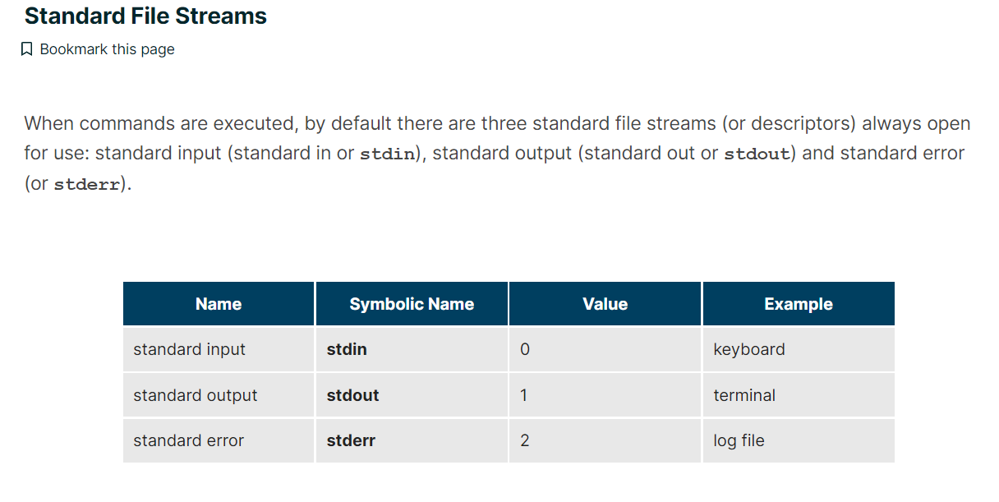 Standard File Streams
Bookmark this page
When commands are executed, by default there are three standard file streams (or descriptors) always open
for use: standard input (standard in or stdin), standard output (standard out or stdout) and standard error
(or stderr).
Name Symbolic Name Value Example
standard input stdin 0 keyboard
standard output stdout 1 terminal
standard error stderr 2 log file